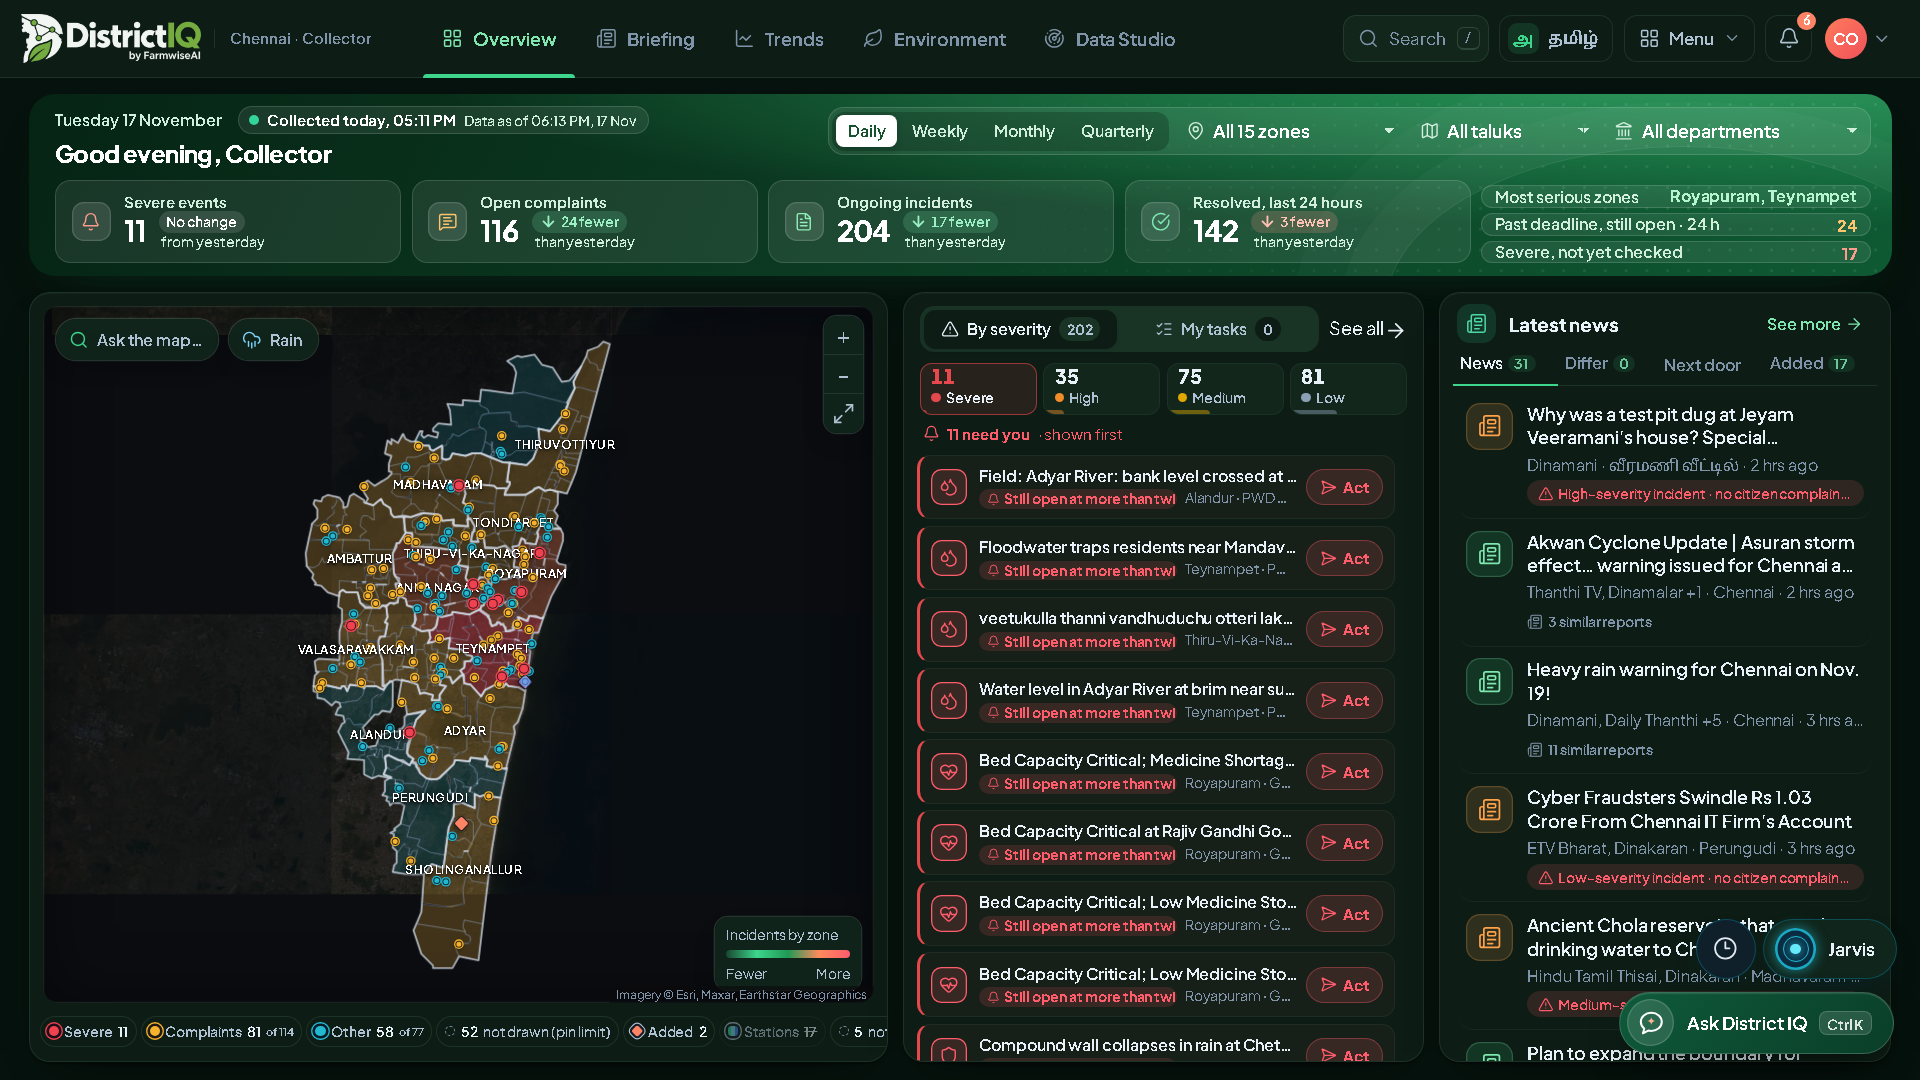 DistrictIQ
by FarmwiseAI
Chennai · Collector
Overview
Briefing
Trends
Environment
Data Studio
Search /
அ தமிழ்
Menu
6
CO
Tuesday 17 November
Collected today, 05:11 PM Data as of 06:13 PM, 17 Nov
Good evening, Collector
Daily Weekly Monthly Quarterly
All 15 zones
All taluks
All departments
Severe events
11 No change
from yesterday
Open complaints
116 ↓ 24 fewer
than yesterday
Ongoing incidents
204 ↓ 17 fewer
than yesterday
Resolved, last 24 hours
142 ↓ 3 fewer
than yesterday
Most serious zones Royapuram, Teynampet
Past deadline, still open · 24 h 24
Severe, not yet checked 17
Ask the map...
Rain
+
−
THIRUVOTTIYUR
MADHAVARAM
TONDIARPET
AMBATTUR
THIRU-VI-KA-NAGAR
ROYAPURAM
ANNA NAGAR
VALASARAVAKKAM
TEYNAMPET
ALANDUR
ADYAR
PERUNGUDI
SHOLINGANALLUR
Incidents by zone
Fewer More
Imagery © Esri, Maxar, Earthstar Geographics
Severe 11
Complaints 81 of 114
Other 58 of 77
52 not drawn (pin limit)
Added 2
Stations 17
5 not
By severity 202
My tasks 0
See all →
11
Severe
35
High
75
Medium
81
Low
11 need you · shown first
Field: Adyar River: bank level crossed at ...
Still open at more than twi Alandur · PWD ...
Act
Floodwater traps residents near Mandav...
Still open at more than twi Teynampet · P...
Act
veetukulla thanni vandhuduchu otteri lak...
Still open at more than twi Thiru-Vi-Ka-Na...
Act
Water level in Adyar River at brim near su...
Still open at more than twi Teynampet · P...
Act
Bed Capacity Critical; Medicine Shortag...
Still open at more than twi Royapuram · G...
Act
Bed Capacity Critical at Rajiv Gandhi Go...
Still open at more than twi Royapuram · G...
Act
Bed Capacity Critical; Low Medicine Sto...
Still open at more than twi Royapuram · G...
Act
Bed Capacity Critical; Low Medicine Sto...
Still open at more than twi Royapuram · G...
Act
Compound wall collapses in rain at Chet...
Act
Latest news
See more →
News 31
Differ 0
Next door
Added 17
Why was a test pit dug at Jeyam
Veeramani's house? Special...
Dinamani · வீரமணி வீட்டில் · 2 hrs ago
High-severity incident · no citizen complain...
Akwan Cyclone Update | Asuran storm
effect... warning issued for Chennai a...
Thanthi TV, Dinamalar +1 · Chennai · 2 hrs ago
3 similar reports
Heavy rain warning for Chennai on Nov.
19!
Dinamani, Daily Thanthi +5 · Chennai · 3 hrs a...
11 similar reports
Cyber Fraudsters Swindle Rs 1.03
Crore From Chennai IT Firm's Account
ETV Bharat, Dinakaran · Perungudi · 3 hrs ago
Low-severity incident · no citizen complain...
Ancient Chola
drinking water to
Hindu Tamil Thisai,
Medium-s
Jarvis
Ask District IQ Ctrl K
Plan to expand the boundary for